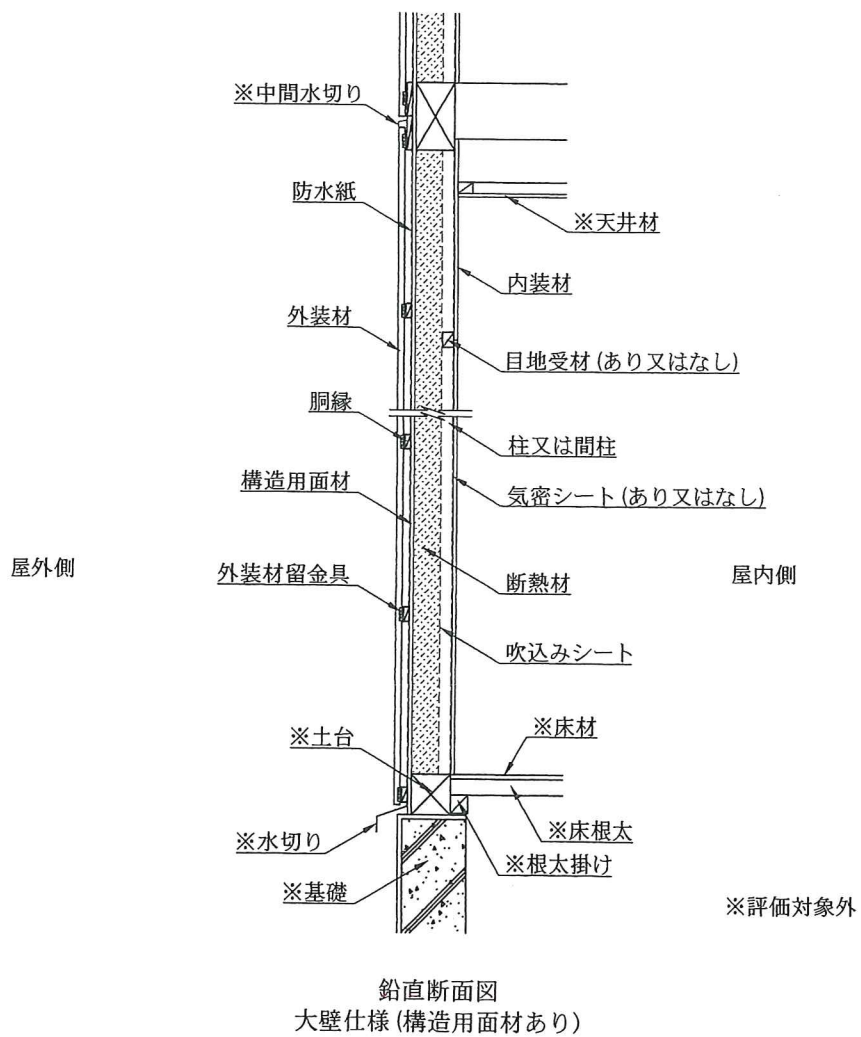 ※中間水切り
防水紙
※天井材
内装材
外装材
目地受材(あり又はなし)
胴縁
柱又は間柱
構造用面材
気密シート(あり又はなし)
屋外側
外装材留金具
断熱材
屋内側
吹込みシート
※土台
※床材
※水切り
※床根太
※根太掛け
※基礎
※評価対象外
鉛直断面図
大壁仕様(構造用面材あり)